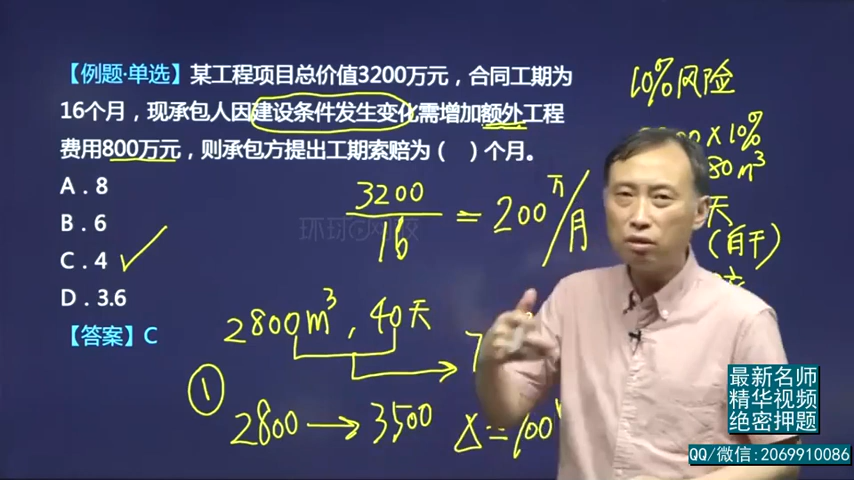 【例题·单选】某工程项目总价值3200万元，合同工期为
16个月，现承包人因建设条件发生变化需增加额外工程
费用800万元，则承包方提出工期索赔为（　）个月。
A．8
B．6
C．4
D．3.6
【答案】C
3200
16
=200万/月
2800m³，40天
①
2800→3500
10%风险
X10%
80m³
天
最新名师
精华视频
绝密押题
QQ/微信:2069910086